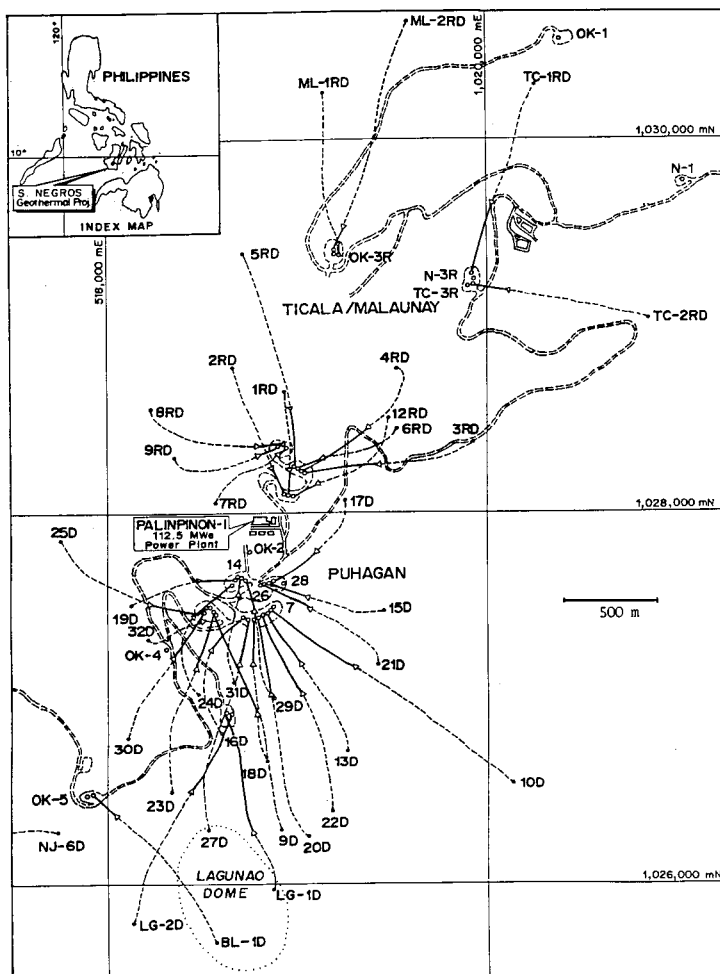 120°
PHILIPPINES
10°
S. NEGROS
Geothermal Proj.
INDEX MAP
ML-2RD
OK-1
1,020,000 mE
TC-1RD
ML-1RD
1,030,000 mN
N-1
518,000 mE
5RD
OK-3R
N-3R
TC-3R
TICALA/MALAUNAY
TC-2RD
2RD
4RD
1RD
8RD
12RD
6RD
3RD
9RD
7RD
17D
1,028,000 mN
25D
PALINPINON-I
112.5 MWe
Power Plant
OK-2
14
28
PUHAGAN
26
7
19D
15D
500 m
32D
OK-4
21D
31D
24D
29D
16D
30D
13D
18D
10D
OK-5
23D
22D
NJ-6D
27D
9D
20D
LAGUNAO
DOME
1,026,000 mN
LG-1D
LG-2D
BL-1D